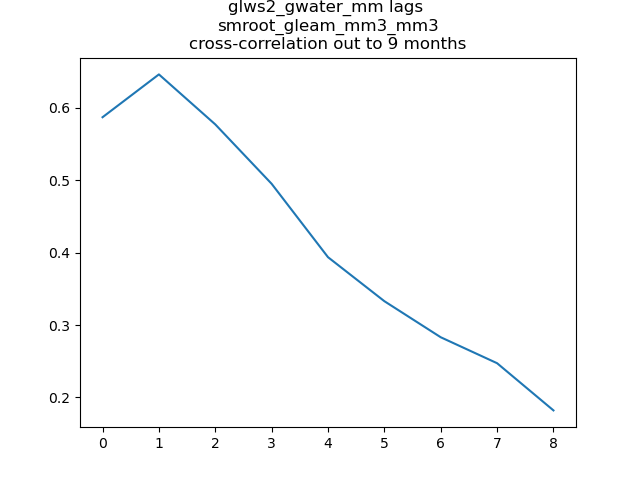 glws2_gwater_mm lags
smroot_gleam_mm3_mm3
cross-correlation out to 9 months
0.6
0.5
0.4
0.3
0.2
0 1 2 3 4 5 6 7 8